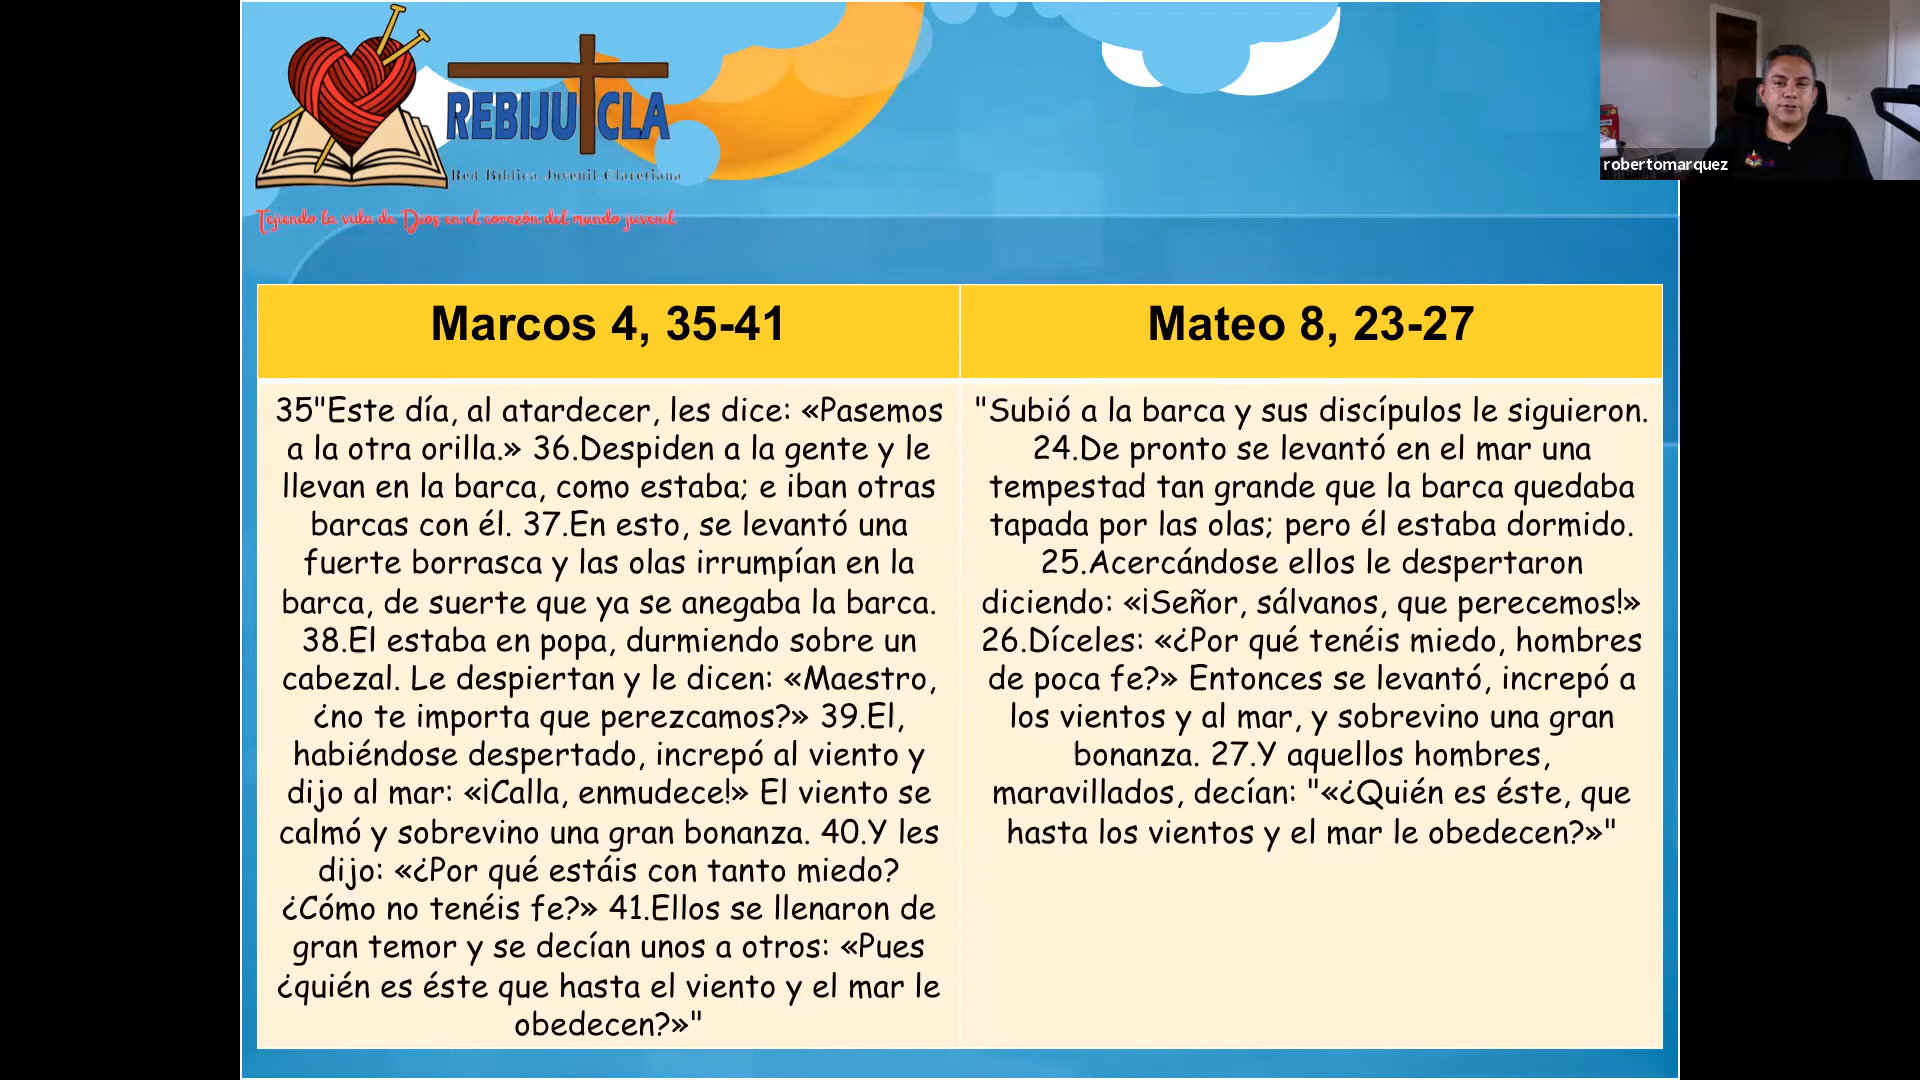 REBIJUCLA
Red Bíblica Juvenil Claretiana
Tejiendo la vida de Dios en el corazón del mundo juvenil
robertomarquez
Marcos 4, 35-41
35"Este día, al atardecer, les dice: «Pasemos
a la otra orilla.» 36.Despiden a la gente y le
llevan en la barca, como estaba; e iban otras
barcas con él. 37.En esto, se levantó una
fuerte borrasca y las olas irrumpían en la
barca, de suerte que ya se anegaba la barca.
38.El estaba en popa, durmiendo sobre un
cabezal. Le despiertan y le dicen: «Maestro,
¿no te importa que perezcamos?» 39.El,
habiéndose despertado, increpó al viento y
dijo al mar: «¡Calla, enmudece!» El viento se
calmó y sobrevino una gran bonanza. 40.Y les
dijo: «¿Por qué estáis con tanto miedo?
¿Cómo no tenéis fe?» 41.Ellos se llenaron de
gran temor y se decían unos a otros: «Pues
¿quién es éste que hasta el viento y el mar le
obedecen?»"
Mateo 8, 23-27
"Subió a la barca y sus discípulos le siguieron.
24.De pronto se levantó en el mar una
tempestad tan grande que la barca quedaba
tapada por las olas; pero él estaba dormido.
25.Acercándose ellos le despertaron
diciendo: «¡Señor, sálvanos, que perecemos!»
26.Díceles: «¿Por qué tenéis miedo, hombres
de poca fe?» Entonces se levantó, increpó a
los vientos y al mar, y sobrevino una gran
bonanza. 27.Y aquellos hombres,
maravillados, decían: "«¿Quién es éste, que
hasta los vientos y el mar le obedecen?»"